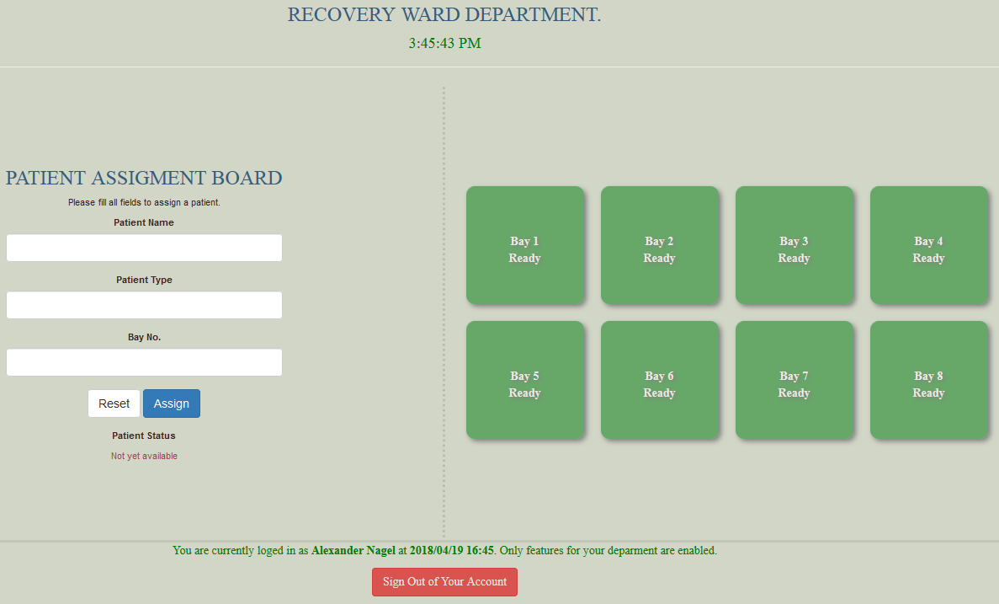 RECOVERY WARD DEPARTMENT.
3:45:43 PM
PATIENT ASSIGMENT BOARD
Please fill all fields to assign a patient.
Patient Name
Patient Type
Bay No.
Reset Assign
Patient Status
Not yet available
Bay 1
Ready
Bay 2
Ready
Bay 3
Ready
Bay 4
Ready
Bay 5
Ready
Bay 6
Ready
Bay 7
Ready
Bay 8
Ready
You are currently loged in as Alexander Nagel at 2018/04/19 16:45. Only features for your deparment are enabled.
Sign Out of Your Account